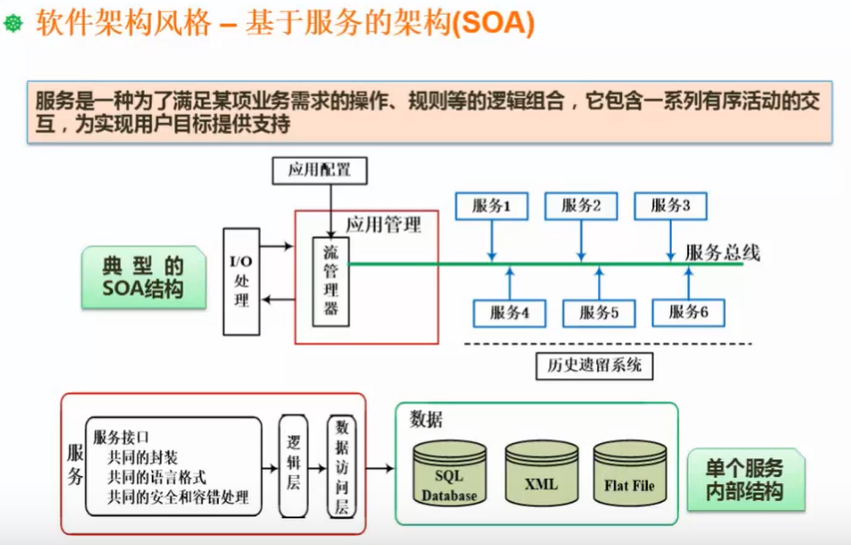 软件架构风格 – 基于服务的架构(SOA)
服务是一种为了满足某项业务需求的操作、规则等的逻辑组合，它包含一系列有序活动的交
互，为实现用户目标提供支持
应用配置
典型的
SOA结构
I/O
处
理
应用管理
流
管
理
器
服务1
服务2
服务3
服务总线
服务4
服务5
服务6
历史遗留系统
服
务
服务接口
共同的封装
共同的语言格式
共同的安全和容错处理
逻
辑
层
数
据
访
问
层
数据
SQL
Database
XML
Flat File
单个服务
内部结构